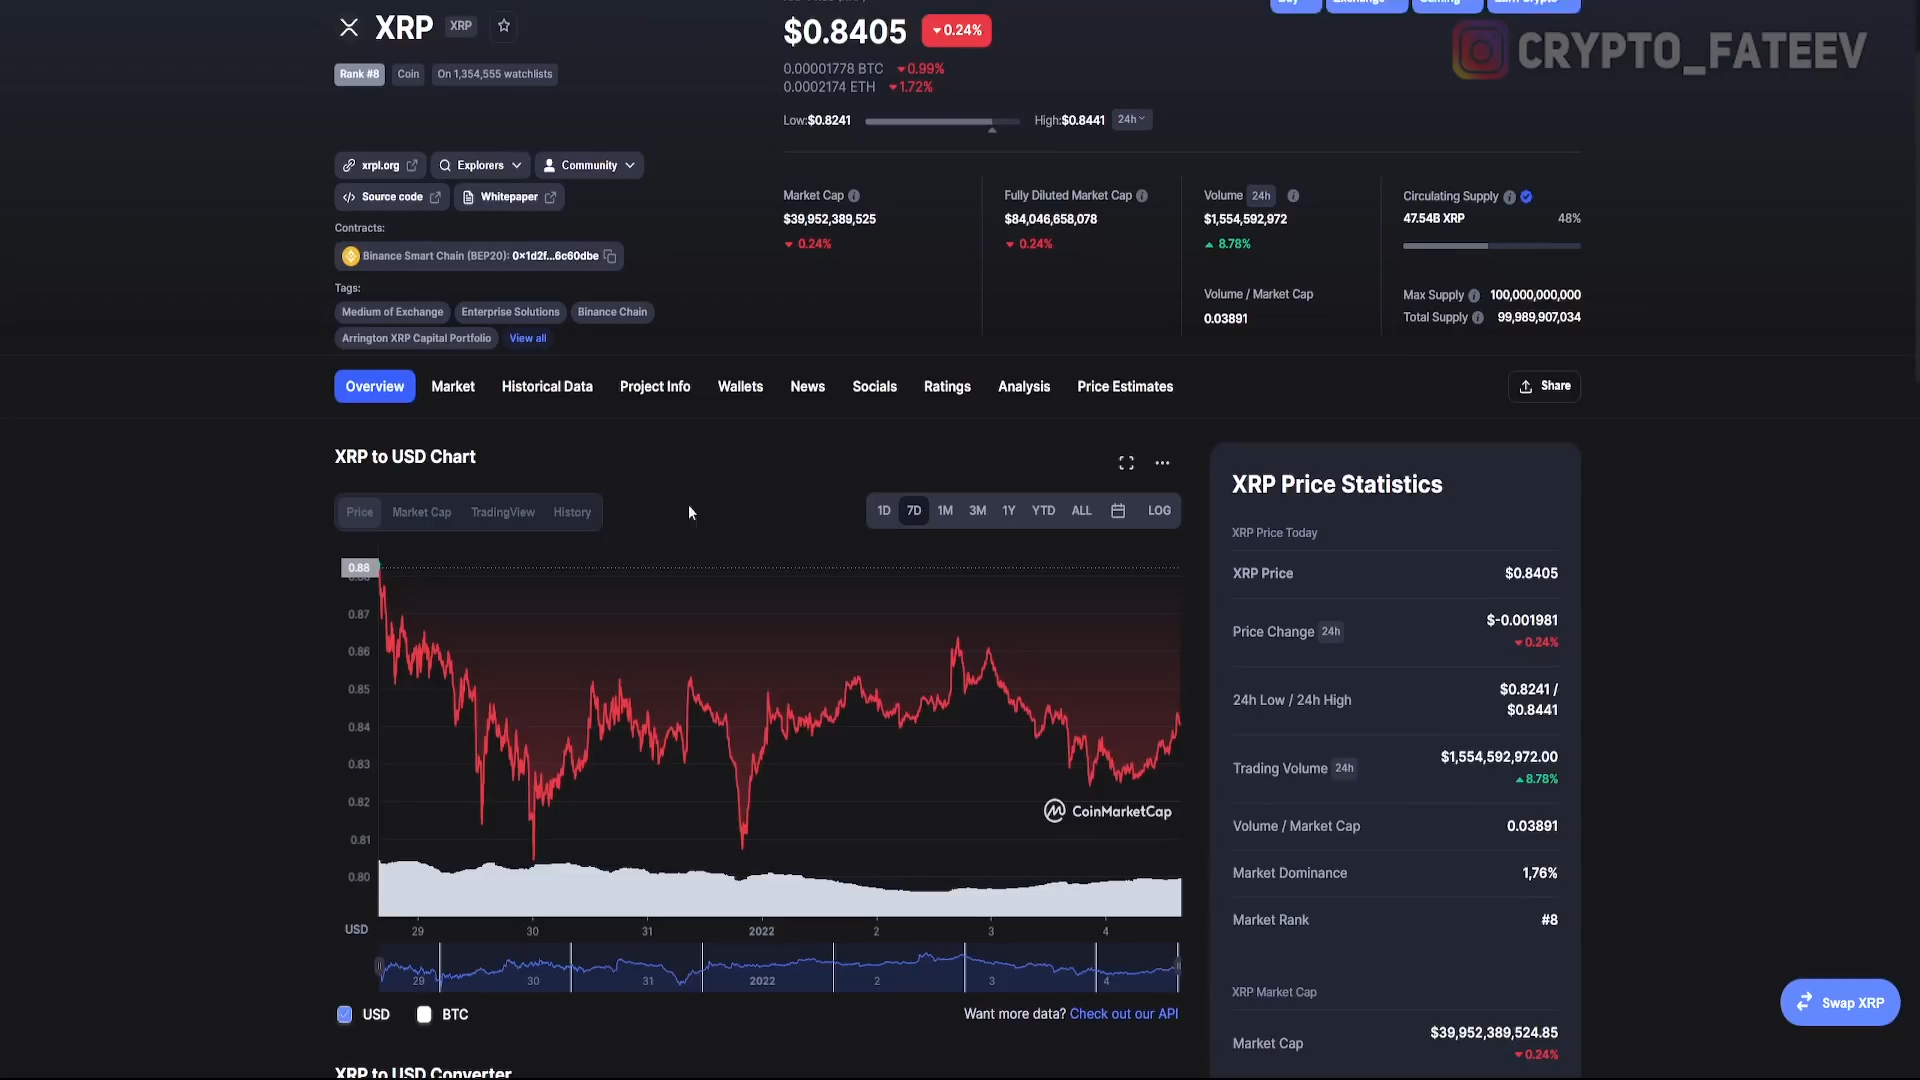 XRP XRP
$0.8405 0.24%
CRYPTO_FATEEV
Rank #8 Coin On 1,354,555 watchlists
0.00001778 BTC 0.99%
0.0002174 ETH 1.72%
Low:$0.8241 High:$0.8441 24h
xrpl.org Explorers Community
Source code Whitepaper
Contracts:
Binance Smart Chain (BEP20): 0x1d2f...6c60dbe
Tags:
Medium of Exchange Enterprise Solutions Binance Chain
Arrington XRP Capital Portfolio View all
Market Cap
$39,952,389,525
0.24%
Fully Diluted Market Cap
$84,046,658,078
0.24%
Volume 24h
$1,554,592,972
8.78%
Volume / Market Cap
0.03891
Circulating Supply
47.54B XRP 48%
Max Supply 100,000,000,000
Total Supply 99,989,907,034
Overview Market Historical Data Project Info Wallets News Socials Ratings Analysis Price Estimates Share
XRP to USD Chart
Price Market Cap TradingView History 1D 7D 1M 3M 1Y YTD ALL LOG
0.88
0.87
0.86
0.85
0.84
0.83
0.82
0.81
0.80
CoinMarketCap
USD 29 30 31 2022 2 3 4
29 30 31 2022 2 3 4
USD BTC Want more data? Check out our API
XRP to USD Converter
XRP Price Statistics
XRP Price Today
XRP Price $0.8405
Price Change 24h $-0.001981
0.24%
24h Low / 24h High $0.8241 /
$0.8441
Trading Volume 24h $1,554,592,972.00
8.78%
Volume / Market Cap 0.03891
Market Dominance 1,76%
Market Rank #8
XRP Market Cap
Market Cap $39,952,389,524.85
0.24%
Swap XRP